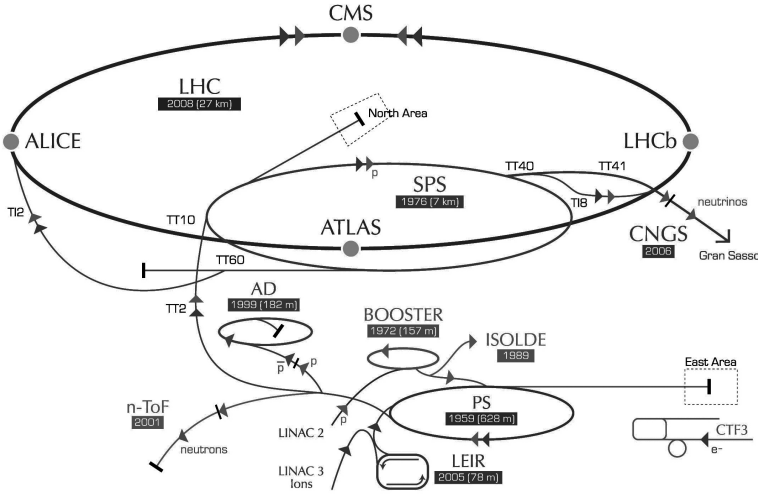 CMS
LHC
2008 (27 km)
North Area
ALICE
LHCb
TT40
TT41
p
SPS
1976 (7 km)
TI2
TT10
TI8
neutrinos
ATLAS
CNGS
2006
Gran Sasso
TT60
AD
1999 (182 m)
TT2
BOOSTER
1972 (157 m)
ISOLDE
1989
East Area
p
p
n-ToF
2001
PS
1959 (628 m)
LINAC 2
p
neutrons
CTF3
e-
LINAC 3
Ions
LEIR
2005 (78 m)